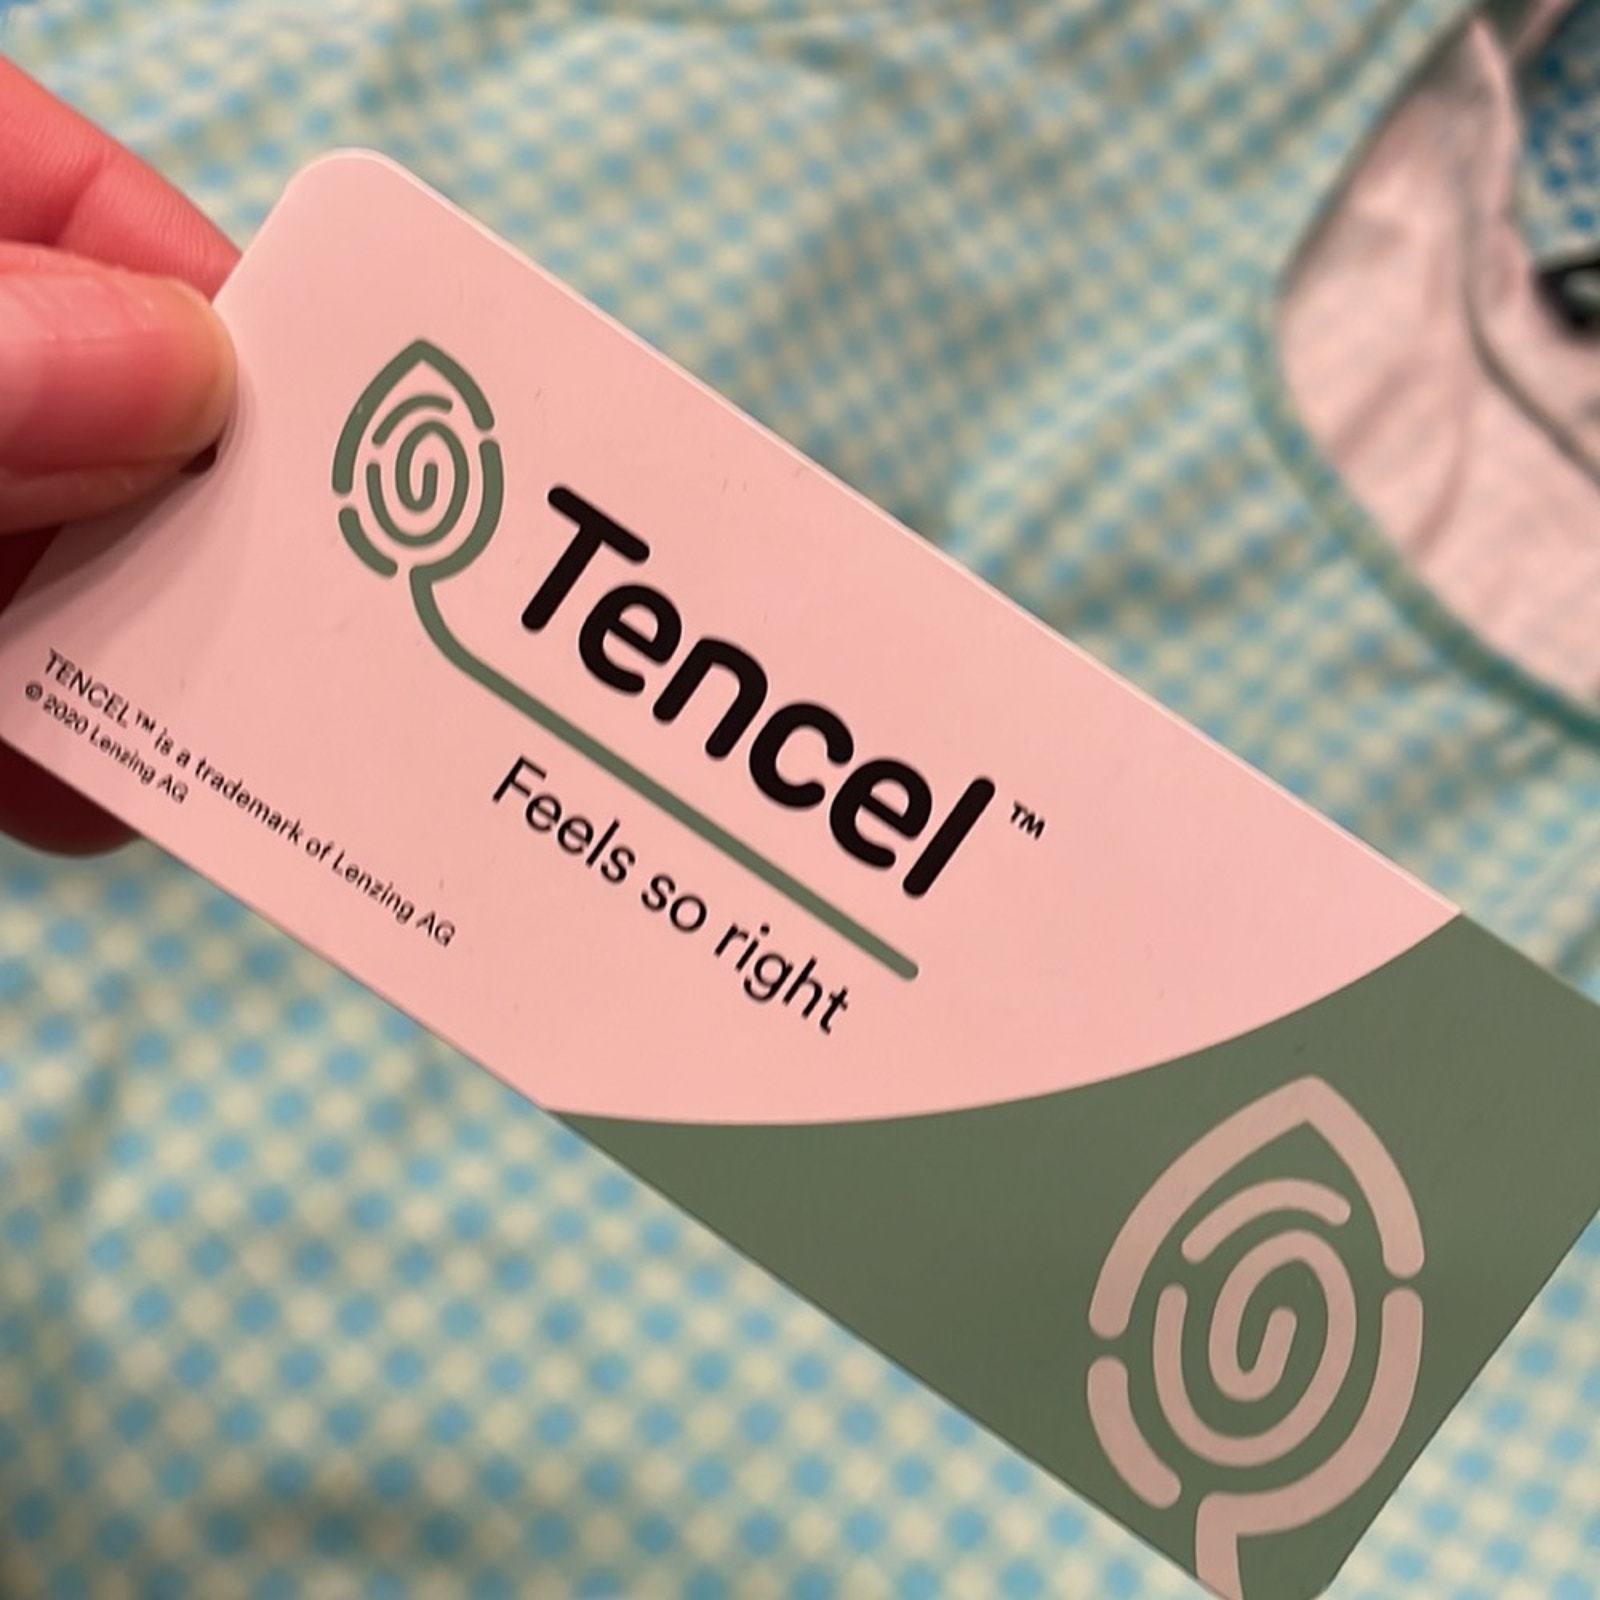 Tencel™
Feels so right
TENCEL™ is a trademark of Lenzing AG
© 2020 Lenzing AG